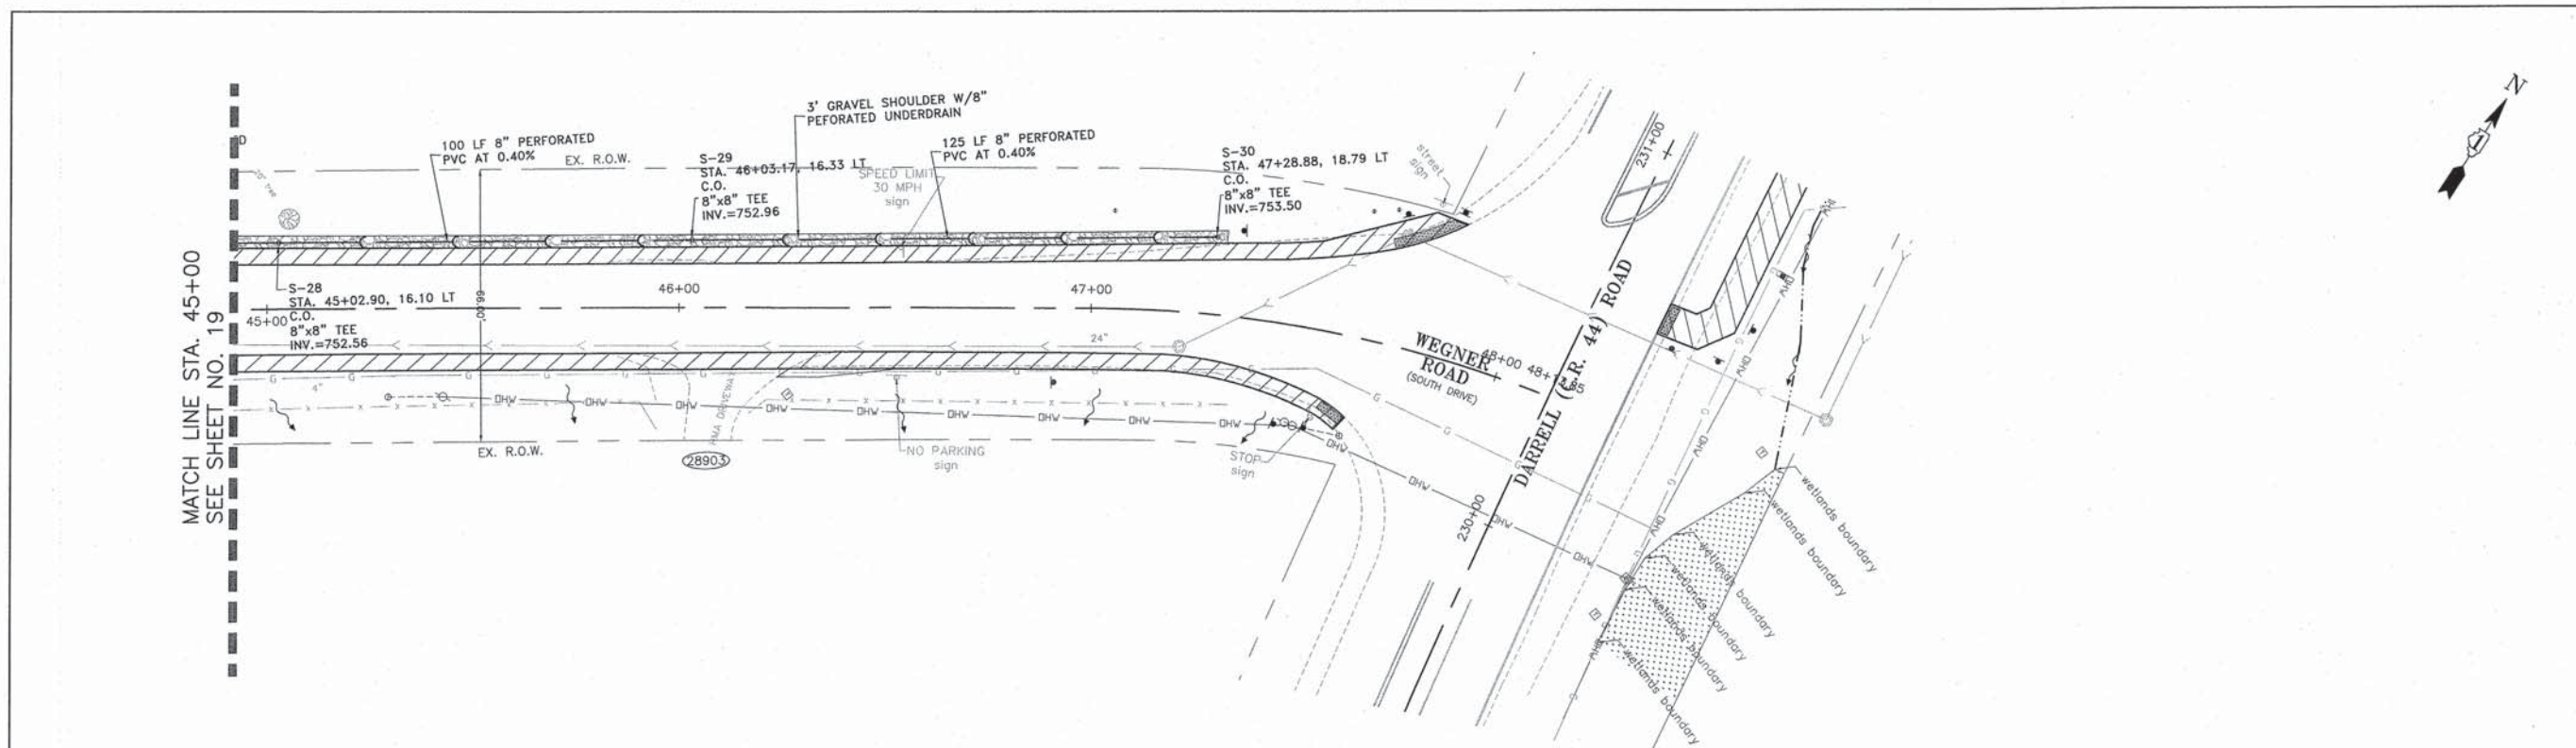 N
3' GRAVEL SHOULDER W/8"
PEFORATED UNDERDRAIN
100 LF 8" PERFORATED
PVC AT 0.40%
EX. R.O.W.
S-29
STA. 46+03.17, 16.33 LT
C.O.
8"x8" TEE
INV.=752.96
SPEED LIMIT
30 MPH
sign
125 LF 8" PERFORATED
PVC AT 0.40%
S-30
STA. 47+28.88, 18.79 LT
C.O.
8"x8" TEE
INV.=753.50
street
sign
231+00
tree
MATCH LINE STA. 45+00
SEE SHEET NO. 19
S-28
STA. 45+02.90, 16.10 LT
C.O.
8"x8" TEE
INV.=752.56
45+00
66.00'
46+00
47+00
24"
WEGNER
ROAD
(SOUTH DRIVE)
48+00
DARRELL (C.R. 44) ROAD
230+00
G
4"
OHW
HMA DRIVEWAY
EX. R.O.W.
28903
NO PARKING
sign
STOP
sign
wetlands boundary
wetlands boundary
wetlands boundary
wetlands boundary
wetlands boundary
wetlands boundary